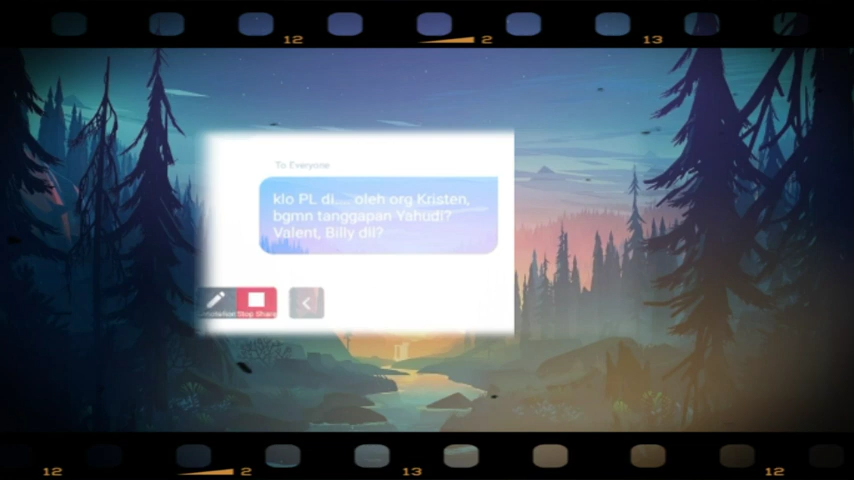 12
2
13
To Everyone
klo PL di.... oleh org Kristen,
bgmn tanggapan Yahudi?
Valent, Billy dll?
Stop Share
12
2
13
12